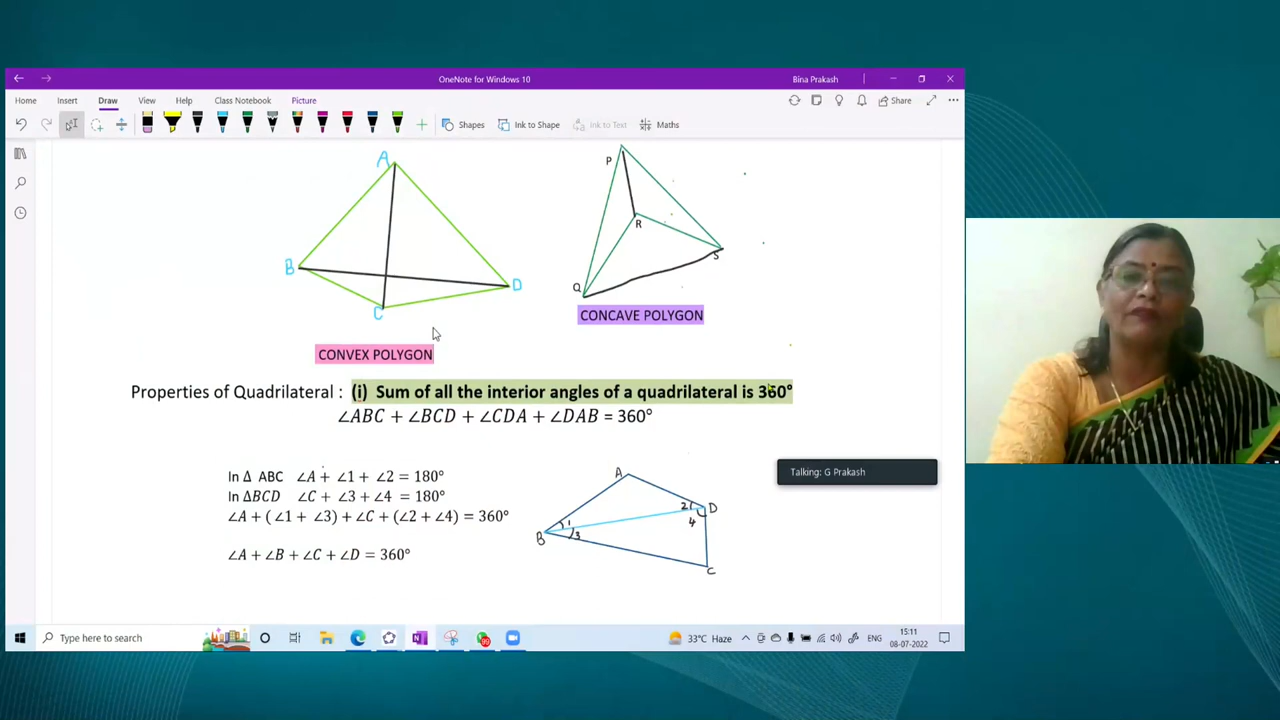 OneNote for Windows 10
Bina Prakash
Home Insert Draw View Help Class Notebook Picture
Share
Shapes Ink to Shape Ink to Text Maths
A
B
C
D
P
R
S
Q
CONCAVE POLYGON
CONVEX POLYGON
Properties of Quadrilateral : (i) Sum of all the interior angles of a quadrilateral is 360°
∠ABC + ∠BCD + ∠CDA + ∠DAB = 360°
In Δ ABC ∠A + ∠1 + ∠2 = 180°
In ΔBCD ∠C + ∠3 + ∠4 = 180°
∠A + ( ∠1 + ∠3) + ∠C + (∠2 + ∠4) = 360°
∠A + ∠B + ∠C + ∠D = 360°
A
2 D
4
1
B 3
C
Talking: G Prakash
Type here to search
99
33°C Haze
ENG
15:11
08-07-2022